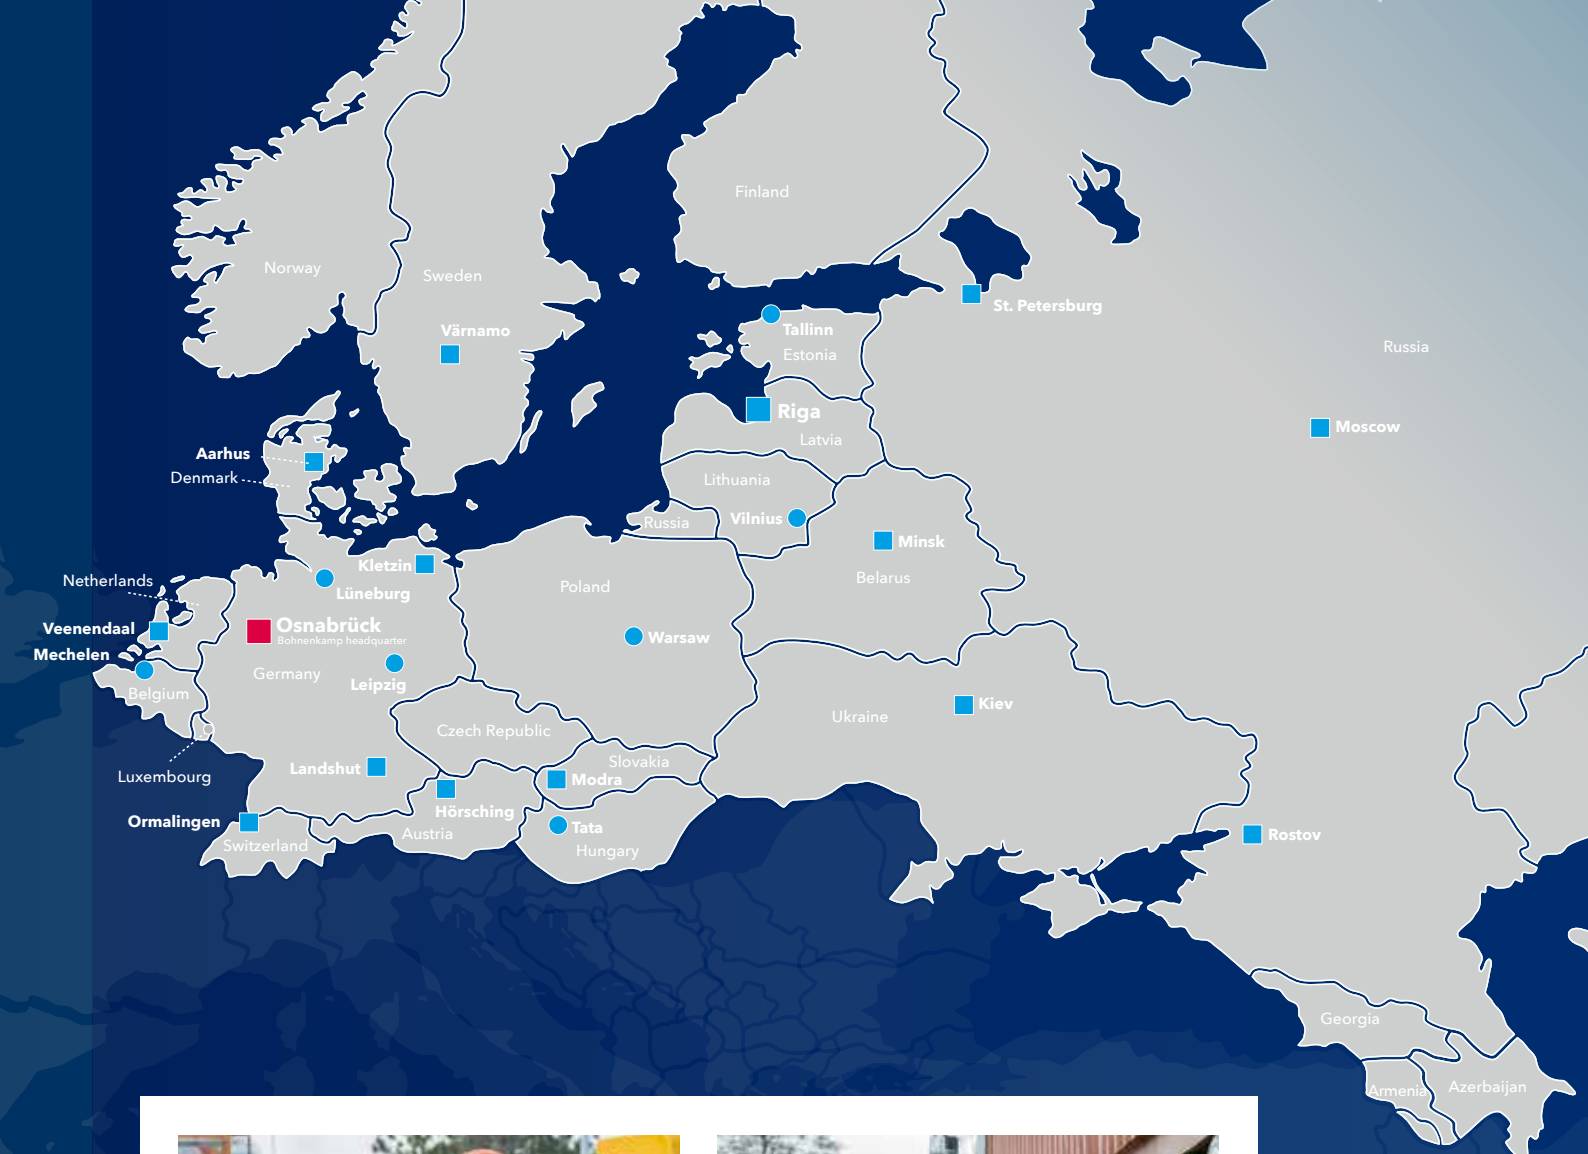 Finland
Norway
Sweden
St. Petersburg
Värnamo
Tallinn
Russia
Estonia
Riga
Moscow
Latvia
Aarhus
Denmark
Lithuania
Vilnius
Russia
Minsk
Kletzin
Belarus
Netherlands
Poland
Lüneburg
Osnabrück
Veenendaal
Bohnenkamp headquarter
Warsaw
Mechelen
Germany
Leipzig
Belgium
Kiev
Ukraine
Czech Republic
Slovakia
Landshut
Luxembourg
Modra
Hörsching
Ormalingen
Tata
Austria
Rostov
Switzerland
Hungary
Georgia
Armenia
Azerbaijan